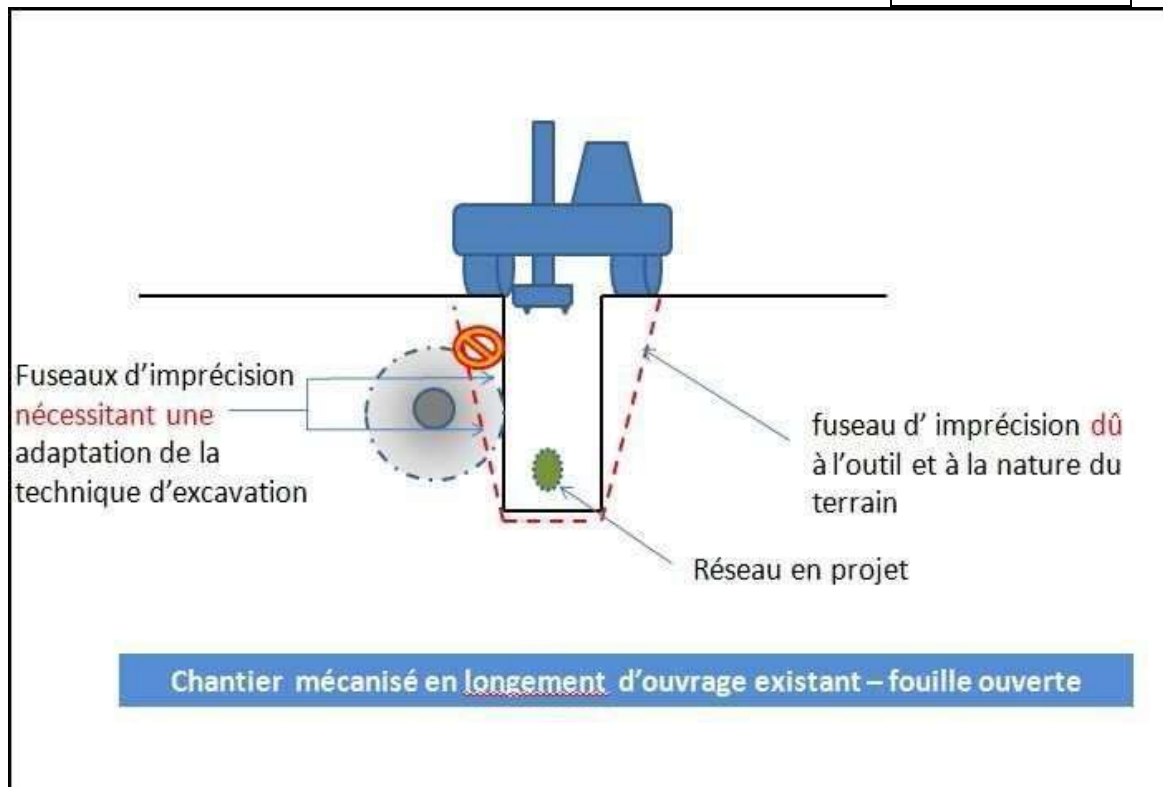 Fuseaux d’imprécision
nécessitant une
adaptation de la
technique d’excavation
fuseau d’ imprécision dû
à l’outil et à la nature du
terrain
Réseau en projet
Chantier mécanisé en longement d’ouvrage existant – fouille ouverte